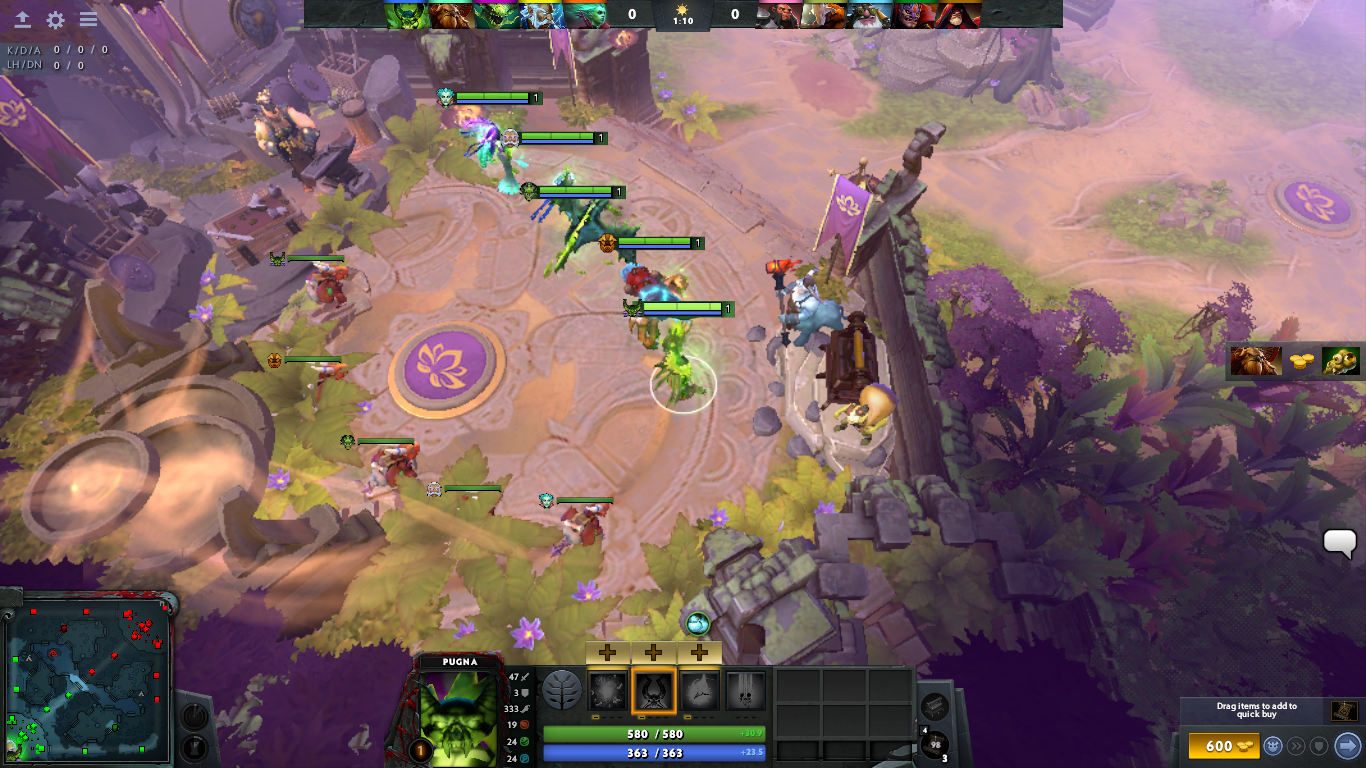 0 1:10 0
K/D/A 0 / 0 / 0
LH/DN 0 / 0
1
1
1
1
1
PUGNA
47
3
333
19
24
24
1
580 / 580 +30.9
363 / 363 +23.5
4
98
3
Drag items to add to
quick buy
600